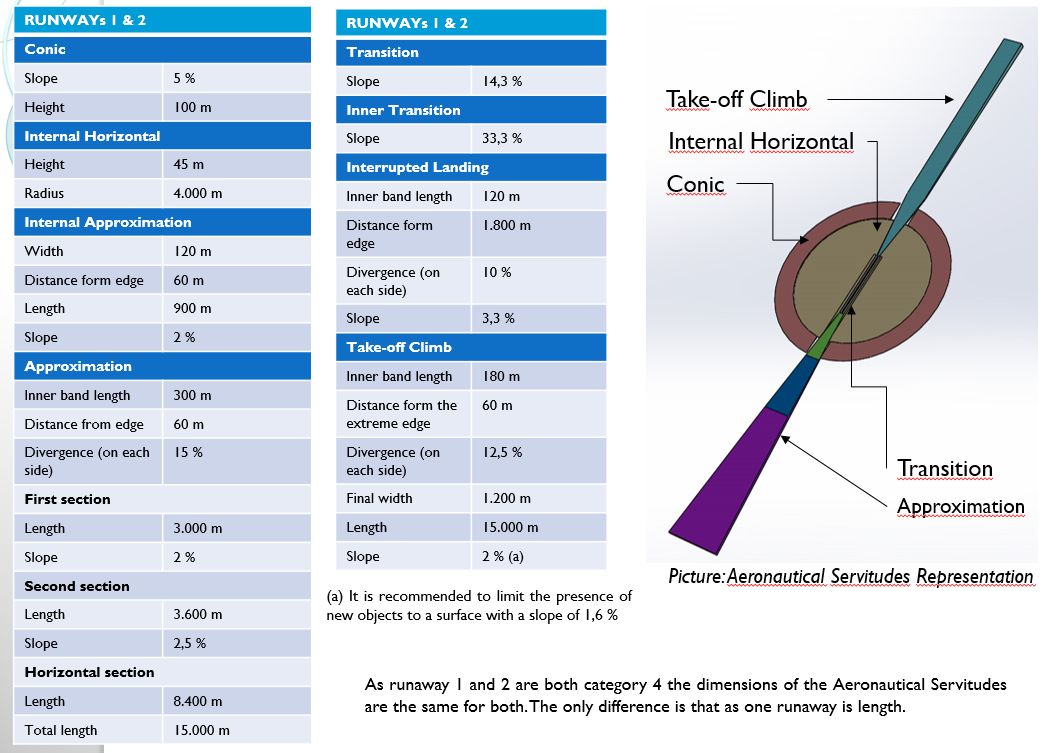 RUNWAYs 1 & 2
Conic
Slope 5 %
Height 100 m
Internal Horizontal
Height 45 m
Radius 4.000 m
Internal Approximation
Width 120 m
Distance form edge 60 m
Length 900 m
Slope 2 %
Approximation
Inner band length 300 m
Distance from edge 60 m
Divergence (on each 15 %
side)
First section
Length 3.000 m
Slope 2 %
Second section
Length 3.600 m
Slope 2,5 %
Horizontal section
Length 8.400 m
Total length 15.000 m
RUNWAYs 1 & 2
Transition
Slope 14,3 %
Inner Transition
Slope 33,3 %
Interrupted Landing
Inner band length 120 m
Distance form 1.800 m
edge
Divergence (on 10 %
each side)
Slope 3,3 %
Take-off Climb
Inner band length 180 m
Distance form the 60 m
extreme edge
Divergence (on 12,5 %
each side)
Final width 1.200 m
Length 15.000 m
Slope 2 % (a)
(a) It is recommended to limit the presence of
new objects to a surface with a slope of 1,6 %
Take-off Climb
Internal Horizontal
Conic
Transition
Approximation
Picture: Aeronautical Servitudes Representation
As runaway 1 and 2 are both category 4 the dimensions of the Aeronautical Servitudes
are the same for both. The only difference is that as one runaway is length.